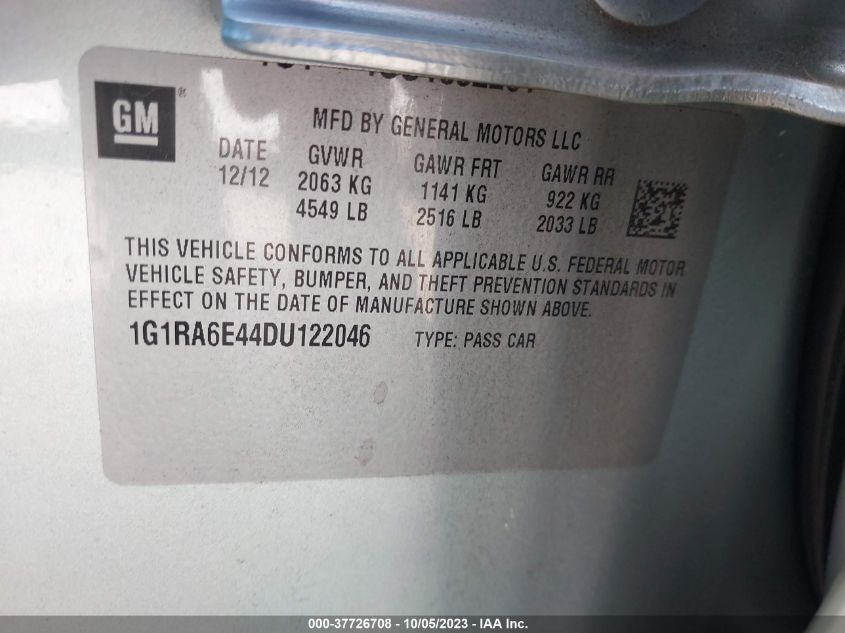 GM ®
MFD BY GENERAL MOTORS LLC
DATE GVWR GAWR FRT GAWR RR
12/12 2063 KG 1141 KG 922 KG
4549 LB 2516 LB 2033 LB
THIS VEHICLE CONFORMS TO ALL APPLICABLE U.S. FEDERAL MOTOR
VEHICLE SAFETY, BUMPER, AND THEFT PREVENTION STANDARDS IN
EFFECT ON THE DATE OF MANUFACTURE SHOWN ABOVE.
1G1RA6E44DU122046 TYPE: PASS CAR
000-37726708 - 10/05/2023 - IAA Inc.